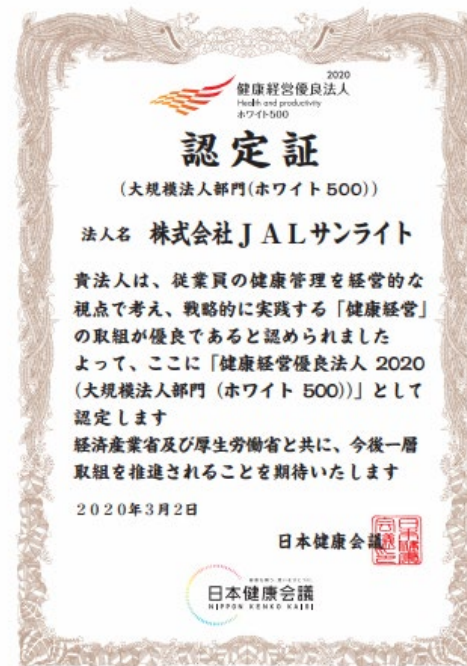 2020
健康経営優良法人
Health and productivity
ホワイト500
認定証
(大規模法人部門(ホワイト500))
法人名 株式会社JALサンライト
貴法人は、従業員の健康管理を経営的な
視点で考え、戦略的に実践する「健康経営」
の取組が優良であると認められました
よって、ここに「健康経営優良法人 2020
(大規模法人部門(ホワイト 500))」として
認定します
経済産業省及び厚生労働省と共に、今後一層
取組を推進されることを期待いたします
2020年3月2日
日本健康会議
日本健康会議
NIPPON KENKO KAIGI